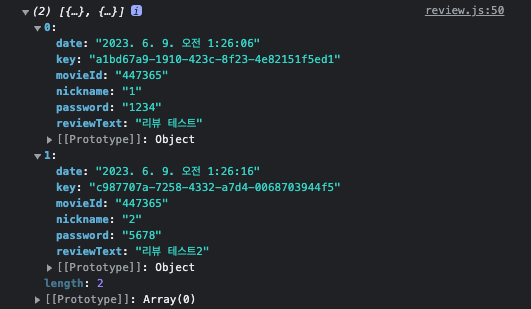 (2) [{…}, {…}] i review.js:50
0:
date: "2023. 6. 9. 오전 1:26:06"
key: "a1bd67a9-1910-423c-8f23-4e82151f5ed1"
movieId: "447365"
nickname: "1"
password: "1234"
reviewText: "리뷰 테스트"
[[Prototype]]: Object
1:
date: "2023. 6. 9. 오전 1:26:16"
key: "c987707a-7258-4332-a7d4-0068703944f5"
movieId: "447365"
nickname: "2"
password: "5678"
reviewText: "리뷰 테스트2"
[[Prototype]]: Object
length: 2
[[Prototype]]: Array(0)